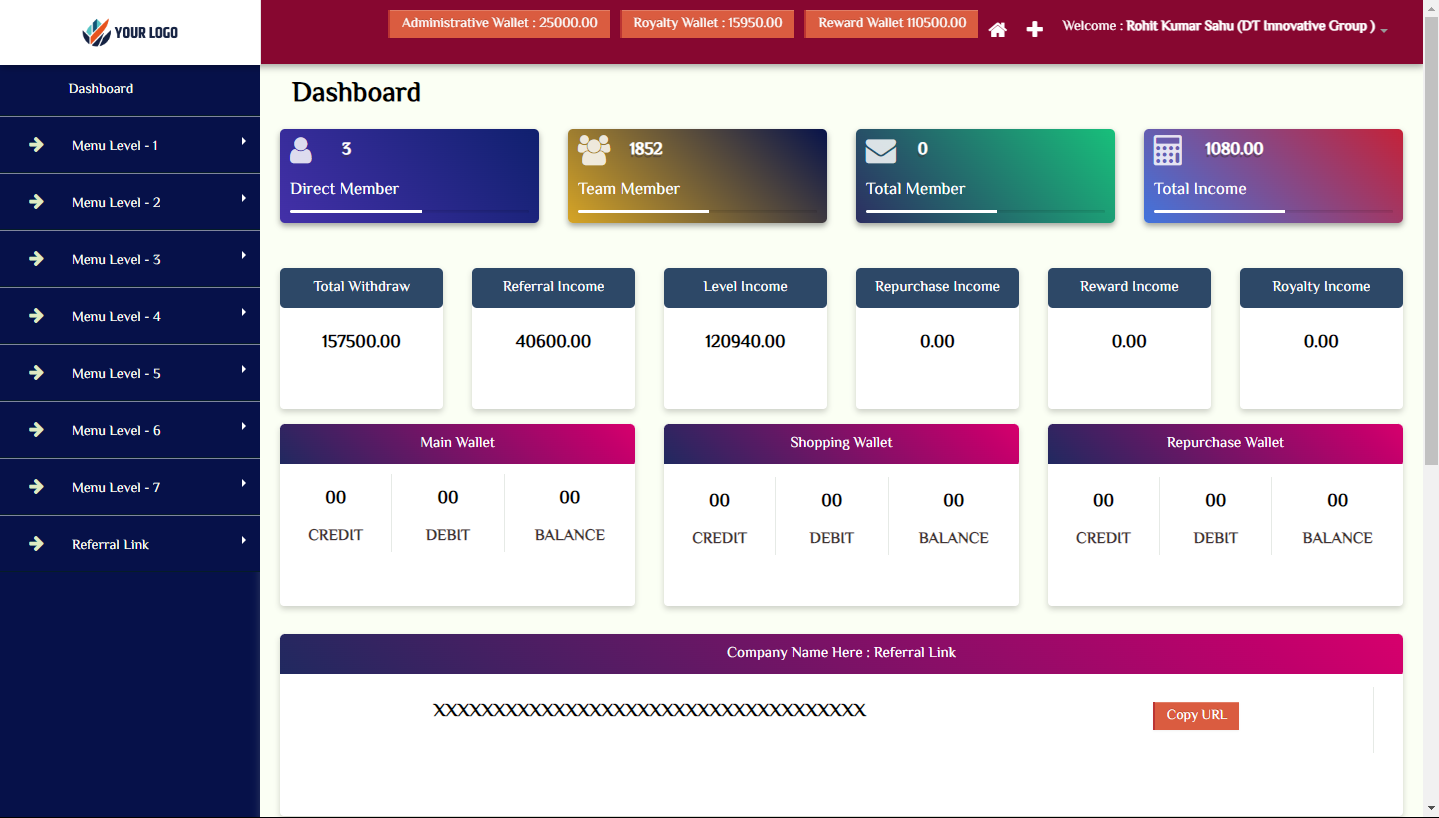 YOUR LOGO
Administrative Wallet : 25000.00
Royalty Wallet : 15950.00
Reward Wallet 110500.00
Welcome : Rohit Kumar Sahu (DT Innovative Group )
Dashboard
Menu Level - 1
Menu Level - 2
Menu Level - 3
Menu Level - 4
Menu Level - 5
Menu Level - 6
Menu Level - 7
Referral Link
Dashboard
3
Direct Member
1852
Team Member
0
Total Member
1080.00
Total Income
Total Withdraw
157500.00
Referral Income
40600.00
Level Income
120940.00
Repurchase Income
0.00
Reward Income
0.00
Royalty Income
0.00
Main Wallet
00 00 00
CREDIT DEBIT BALANCE
Shopping Wallet
00 00 00
CREDIT DEBIT BALANCE
Repurchase Wallet
00 00 00
CREDIT DEBIT BALANCE
Company Name Here : Referral Link
XXXXXXXXXXXXXXXXXXXXXXXXXXXXXXXXXXXX
Copy URL